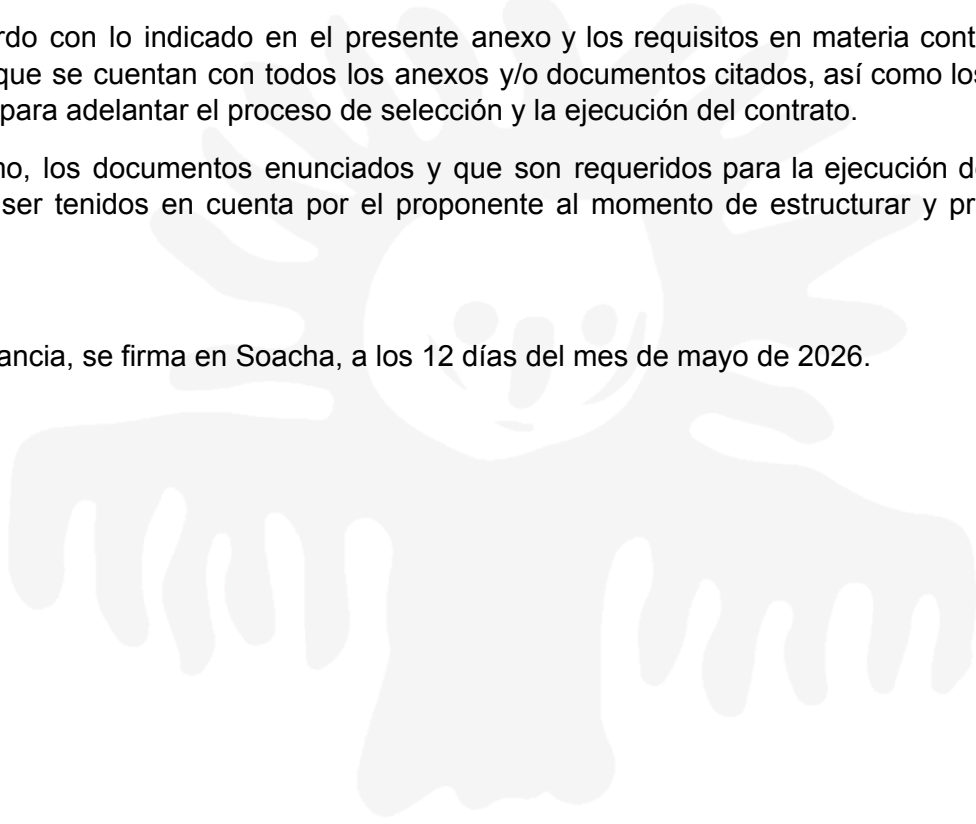 rdo con lo indicado en el presente anexo y los requisitos en materia cont
que se cuentan con todos los anexos y/o documentos citados, así como los
para adelantar el proceso de selección y la ejecución del contrato.
no, los documentos enunciados y que son requeridos para la ejecución de
ser tenidos en cuenta por el proponente al momento de estructurar y pr
ancia, se firma en Soacha, a los 12 días del mes de mayo de 2026.